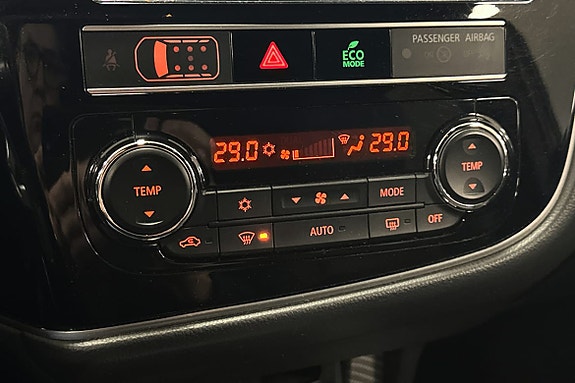 ECO
MODE
PASSENGER AIRBAG
29.0 29.0
TEMP
TEMP
MODE
AUTO
OFF